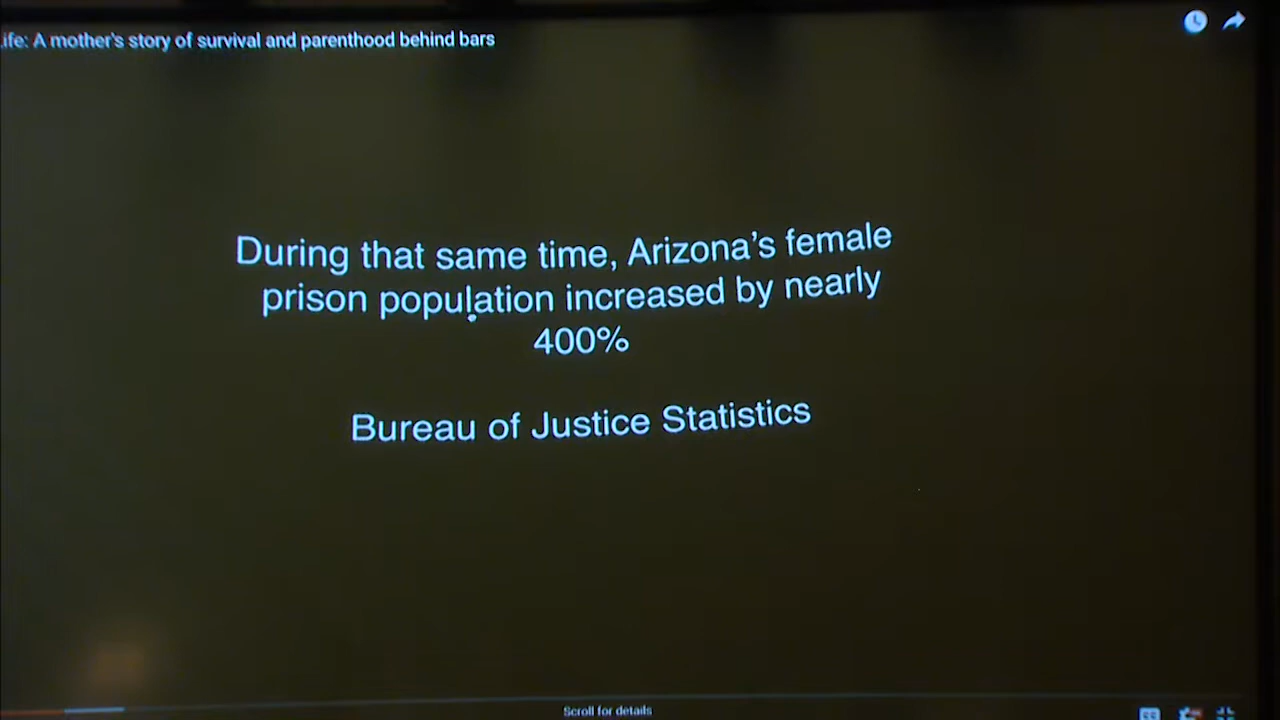 ife: A mother's story of survival and parenthood behind bars
During that same time, Arizona's female
prison population increased by nearly
400%
Bureau of Justice Statistics
Scroll for details